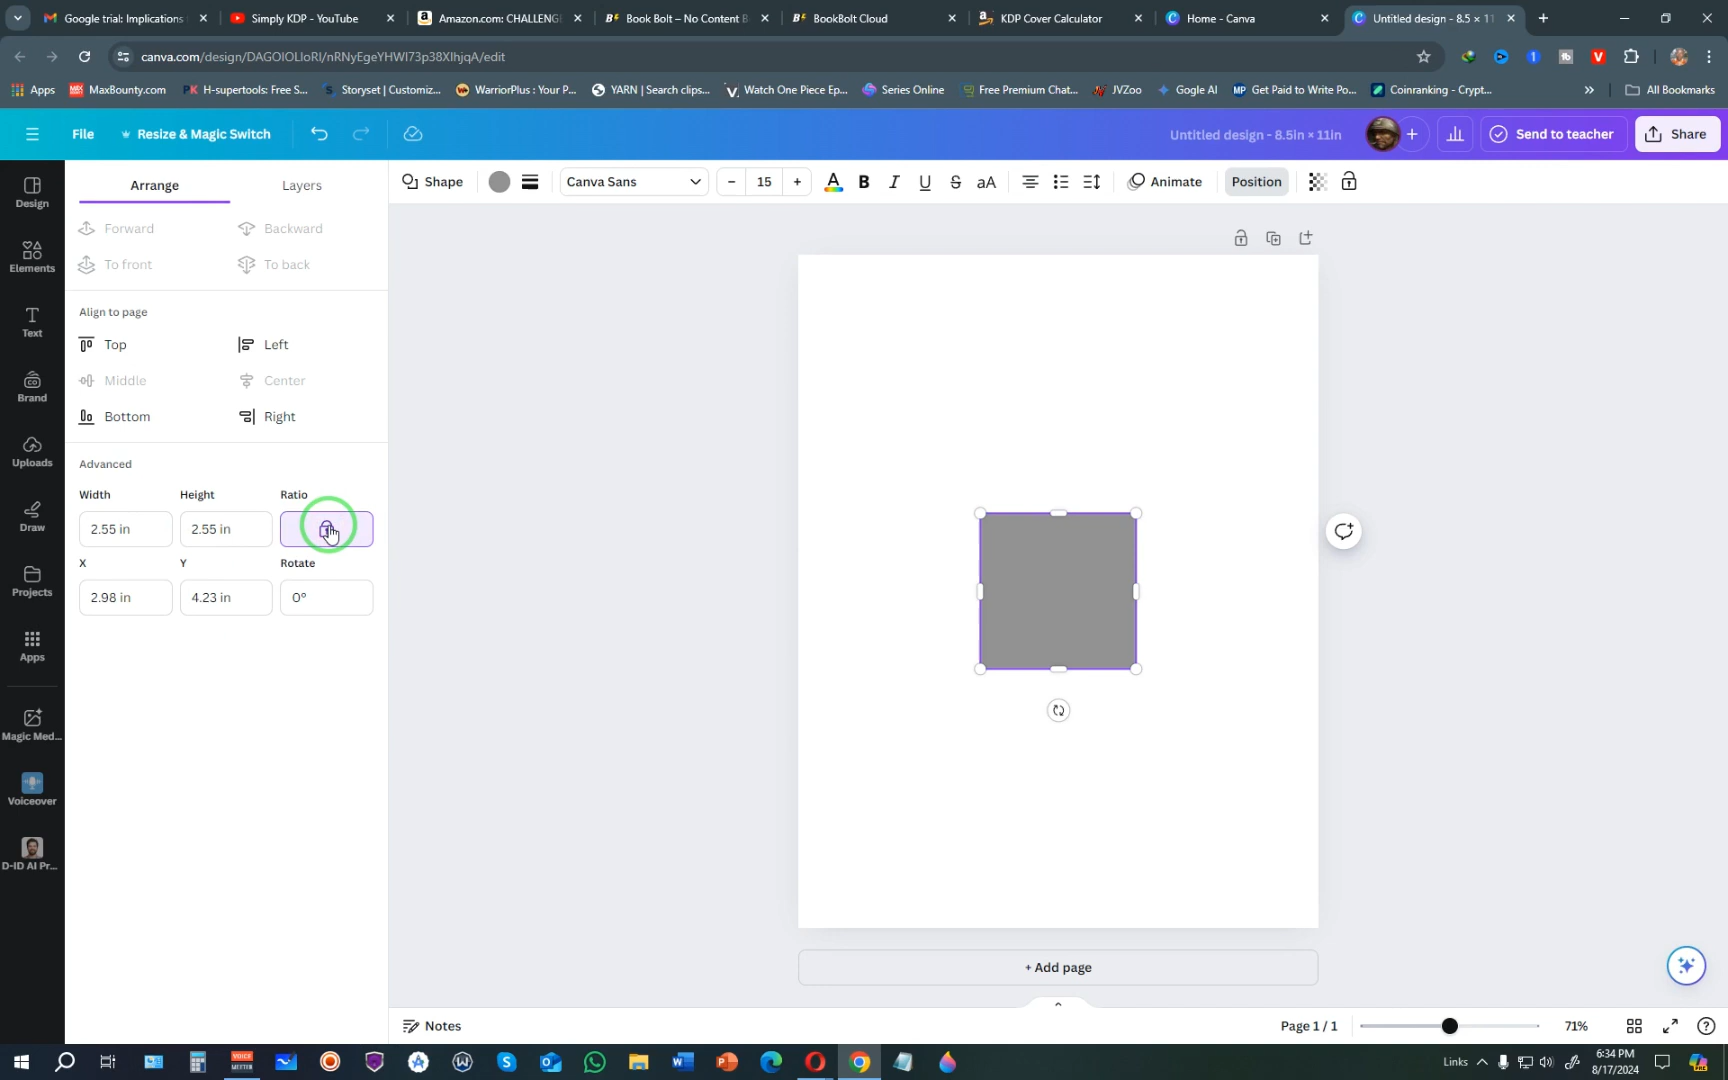 Google trial: Implications
Simply KDP - YouTube
Amazon.com: CHALLENG
Book Bolt – No Content B
BookBolt Cloud
KDP Cover Calculator
Home - Canva
Untitled design - 8.5 × 11
canva.com/design/DAGOIOLIoRI/nRNyEgeYHWI73p38XIhjqA/edit
Apps
MaxBounty.com
H-supertools: Free S...
Storyset | Customiz...
WarriorPlus : Your P...
YARN | Search clips...
Watch One Piece Ep...
Series Online
Free Premium Chat...
JVZoo
Gogle AI
Get Paid to Write Po...
Coinranking - Crypt...
All Bookmarks
File
Resize & Magic Switch
Untitled design - 8.5in × 11in
Send to teacher
Share
Design
Elements
Text
Brand
Uploads
Draw
Projects
Apps
Magic Med...
Voiceover
D-ID AI Pr...
Arrange
Layers
Forward
Backward
To front
To back
Align to page
Top
Left
Middle
Center
Bottom
Right
Advanced
Width
Height
Ratio
2.55 in
2.55 in
X
Y
Rotate
2.98 in
4.23 in
0°
Shape
Canva Sans
15
A
B
I
U
S
aA
Animate
Position
+ Add page
Notes
Page 1 / 1
71%
Links
6:34 PM
8/17/2024